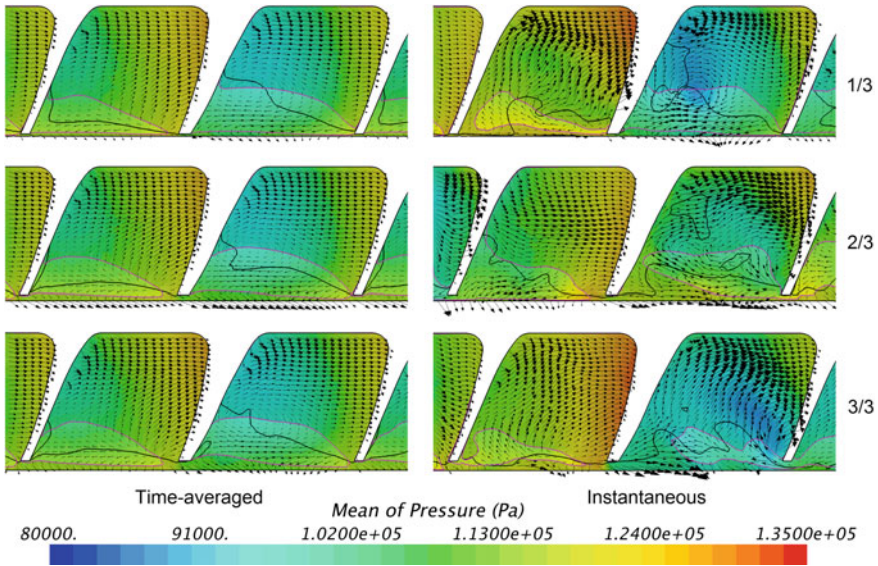 1/3
2/3
3/3
Time-averaged
Instantaneous
Mean of Pressure (Pa)
80000. 91000. 1.0200e+05 1.1300e+05 1.2400e+05 1.3500e+05